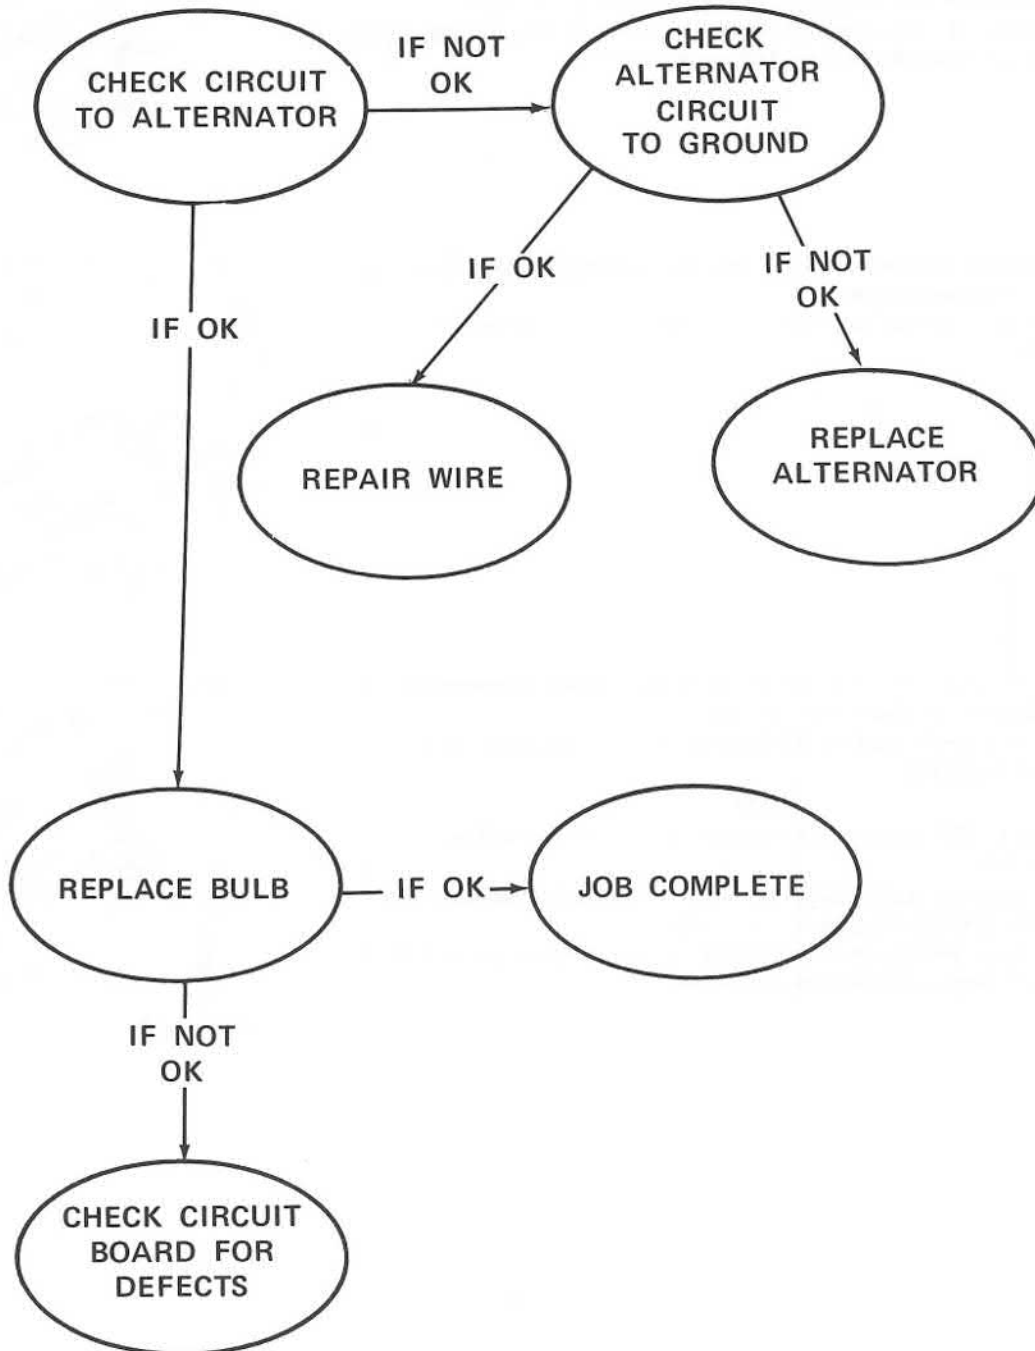 CHECK CIRCUIT
TO ALTERNATOR
IF NOT
OK
CHECK
ALTERNATOR
CIRCUIT
TO GROUND
IF OK
IF OK
IF NOT
OK
REPAIR WIRE
REPLACE
ALTERNATOR
REPLACE BULB
IF OK
JOB COMPLETE
IF NOT
OK
CHECK CIRCUIT
BOARD FOR
DEFECTS